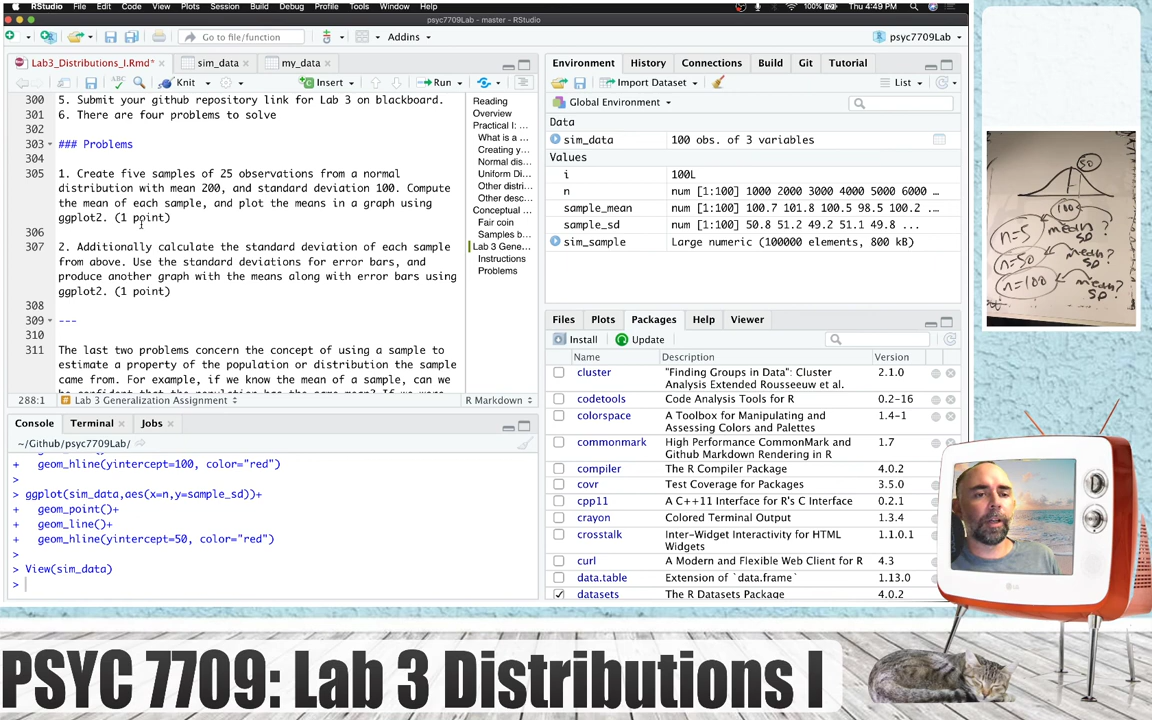 RStudio File Edit Code View Plots Session Build Debug Profile Tools Window Help 100% Thu 4:49 PM
psyc7709Lab - master - RStudio
Go to file/function Addins psyc7709Lab
Lab3_Distributions_I.Rmd* sim_data my_data
Knit Insert Run
300 5. Submit your github repository link for Lab 3 on blackboard.
301 6. There are four problems to solve
302
303 ### Problems
304
305 1. Create five samples of 25 observations from a normal
distribution with mean 200, and standard deviation 100. Compute
the mean of each sample, and plot the means in a graph using
ggplot2. (1 point)
306
307 2. Additionally calculate the standard deviation of each sample
from above. Use the standard deviations for error bars, and
produce another graph with the means along with error bars using
ggplot2. (1 point)
308
309 ---
310
311 The last two problems concern the concept of using a sample to
estimate a property of the population or distribution the sample
came from. For example, if we know the mean of a sample, can we
288:1 Lab 3 Generalization Assignment R Markdown
Reading
Overview
Practical I: ...
What is a ...
Creating y...
Normal dis...
Uniform Di...
Other distri...
Other desc...
Conceptual ...
Fair coin
Samples b...
Lab 3 Gene...
Instructions
Problems
Console Terminal Jobs
~/Github/psyc7709Lab/
+ geom_hline(yintercept=100, color="red")
>
> ggplot(sim_data,aes(x=n,y=sample_sd))+
+ geom_point()+
+ geom_line()+
+ geom_hline(yintercept=50, color="red")
>
> View(sim_data)
>
Environment History Connections Build Git Tutorial
Import Dataset List
Global Environment
Data
sim_data 100 obs. of 3 variables
Values
i 100L
n num [1:100] 1000 2000 3000 4000 5000 6000 ...
sample_mean num [1:100] 100.7 101.8 100.5 98.5 100.2 ...
sample_sd num [1:100] 50.8 51.2 49.2 51.1 49.8 ...
sim_sample Large numeric (100000 elements, 800 kB)
Files Plots Packages Help Viewer
Install Update
Name Description Version
cluster "Finding Groups in Data": Cluster Analysis Extended Rousseeuw et al. 2.1.0
codetools Code Analysis Tools for R 0.2-16
colorspace A Toolbox for Manipulating and Assessing Colors and Palettes 1.4-1
commonmark High Performance CommonMark and Github Markdown Rendering in R 1.7
compiler The R Compiler Package 4.0.2
covr Test Coverage for Packages 3.5.0
cpp11 A C++11 Interface for R's C Interface 0.2.1
crayon Colored Terminal Output 1.3.4
crosstalk Inter-Widget Interactivity for HTML Widgets 1.1.0.1
curl A Modern and Flexible Web Client for R 4.3
data.table Extension of `data.frame` 1.13.0
datasets The R Datasets Package 4.0.2
50
100
n=5 mean? SD
n=50 mean? SD
n=100 mean? SD
LG
PSYC 7709: Lab 3 Distributions I